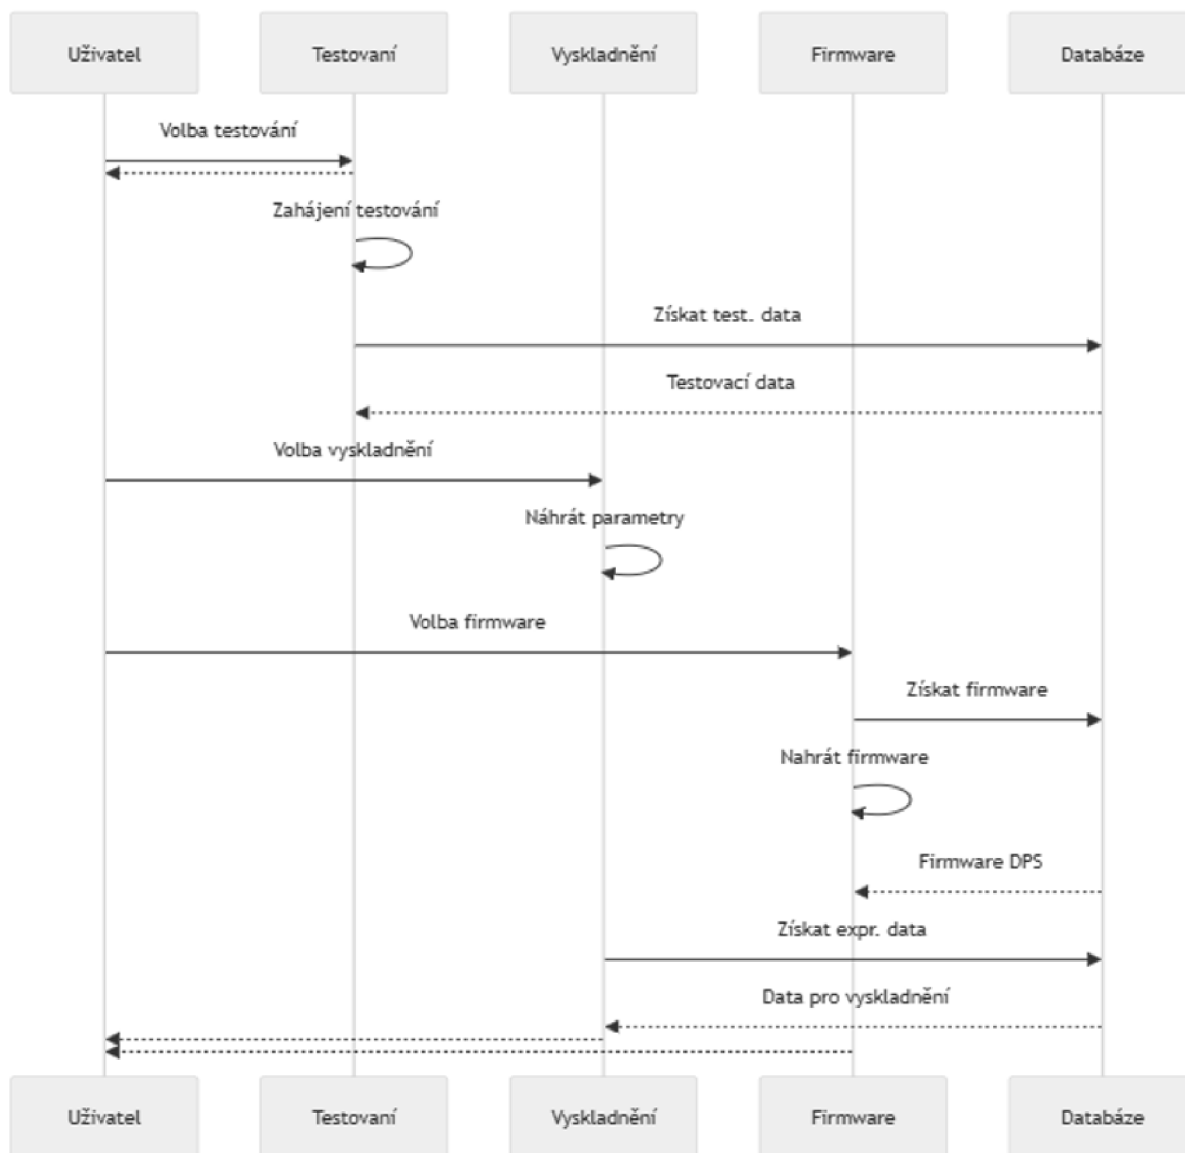 Uživatel
Testovaní
Vyskladnění
Firmware
Databáze
Volba testování
Zahájení testování
Získat test. data
Testovací data
Volba vyskladnění
Náhrát parametry
Volba firmware
Získat firmware
Nahrát firmware
Firmware DPS
Získat expr. data
Data pro vyskladnění
Uživatel
Testovaní
Vyskladnění
Firmware
Databáze